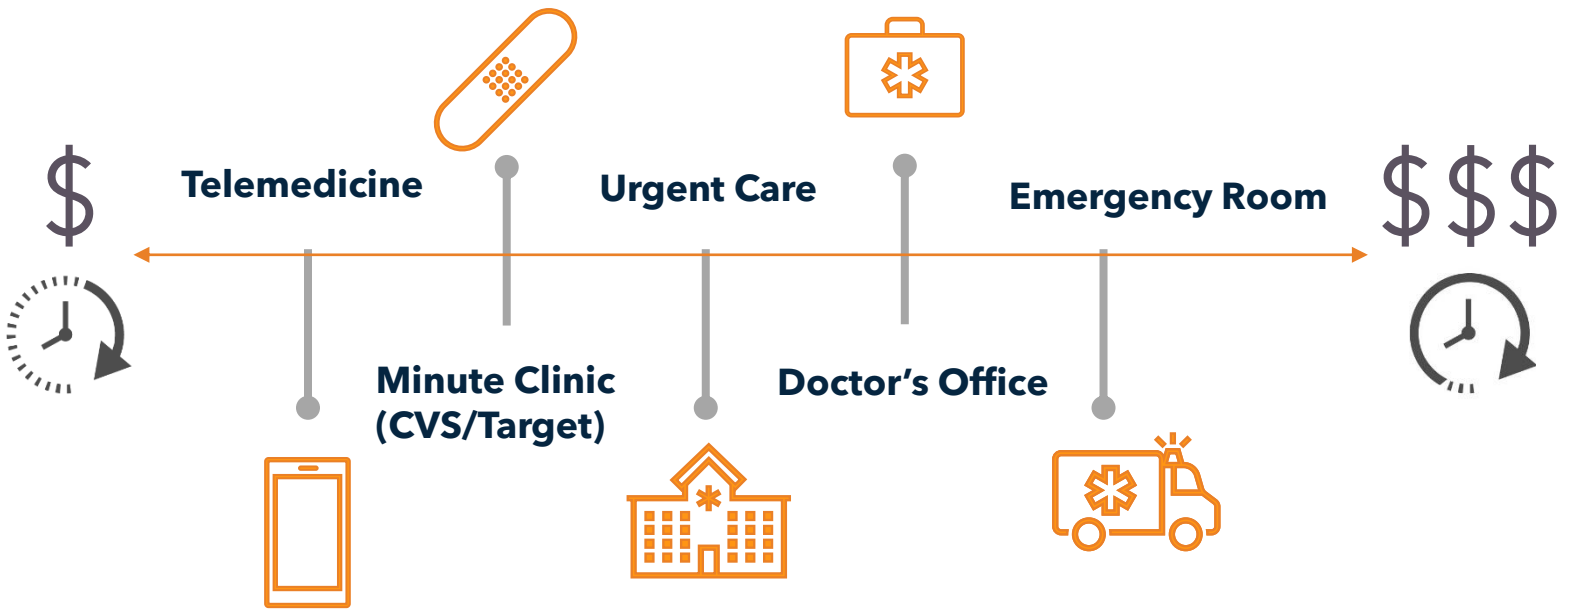 $
Telemedicine
Urgent Care
Emergency Room
$$$
Minute Clinic
(CVS/Target)
Doctor’s Office